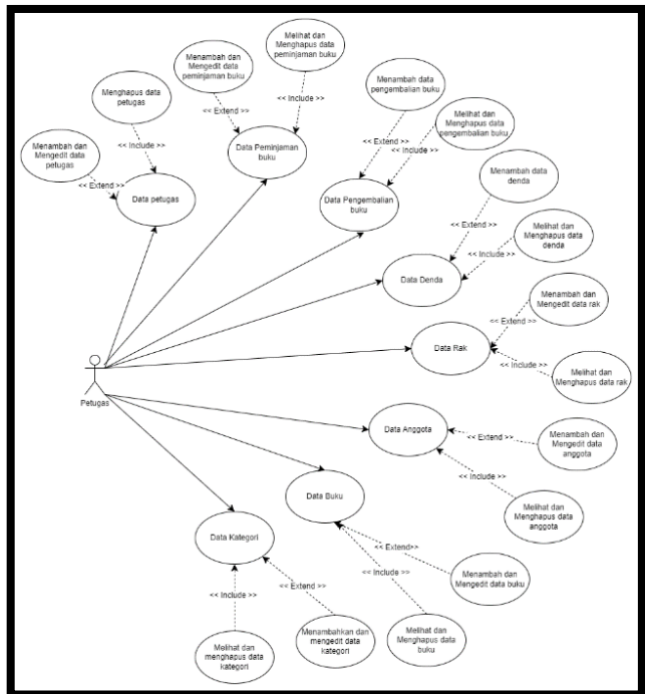 Melihat dan
Menghapus data
peminjaman buku
Menambah dan
Mengedit data
peminjaman buku
<< Include >>
<< Extend >>
Menghapus data
petugas
<< Include >>
Menambah dan
Mengedit data
petugas
<< Extend >>
Data petugas
Data Peminjaman
buku
Menambah data
pengembalian buku
Melihat dan
Menghapus data
pengembalian buku
<< Extend >>
<< Include >>
Data Pengembalian
buku
Menambah data
denda
<< Extend >>
Melihat dan
Menghapus data
denda
<< Include >>
Data Denda
Menambah dan
Mengedit data rak
<< Extend >>
Data Rak
<< Include >>
Melihat dan
Menghapus data rak
Petugas
Data Anggota
<< Extend >>
Menambah dan
Mengedit data
anggota
<< Include >>
Melihat dan
Menghapus data
anggota
Data Buku
<< Extend>>
Menambah dan
Mengedit data buku
<< Include >>
Melihat dan
Menghapus data
buku
Data Kategori
<< Include >>
<< Extend >>
Melihat dan
menghapus data
kategori
Menambahkan dan
mengedit data
kategori